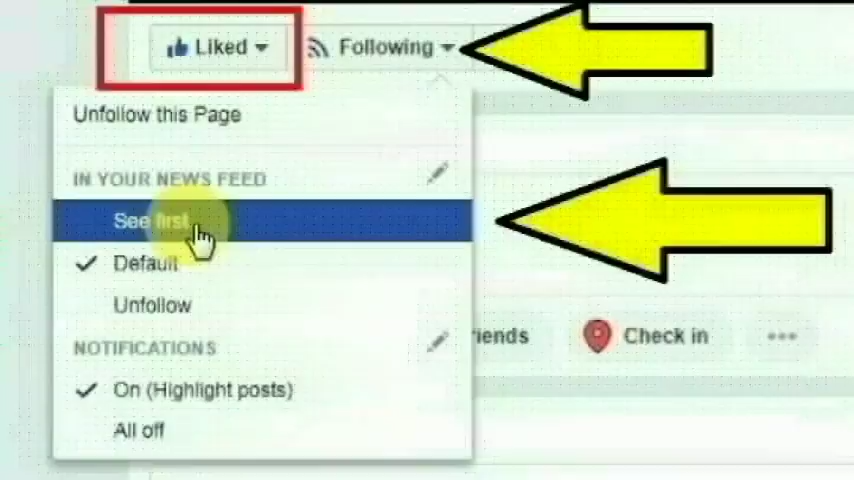 Liked Following
Unfollow this Page
IN YOUR NEWS FEED
See first
Default
Unfollow
NOTIFICATIONS
On (Highlight posts)
All off
riends Check in